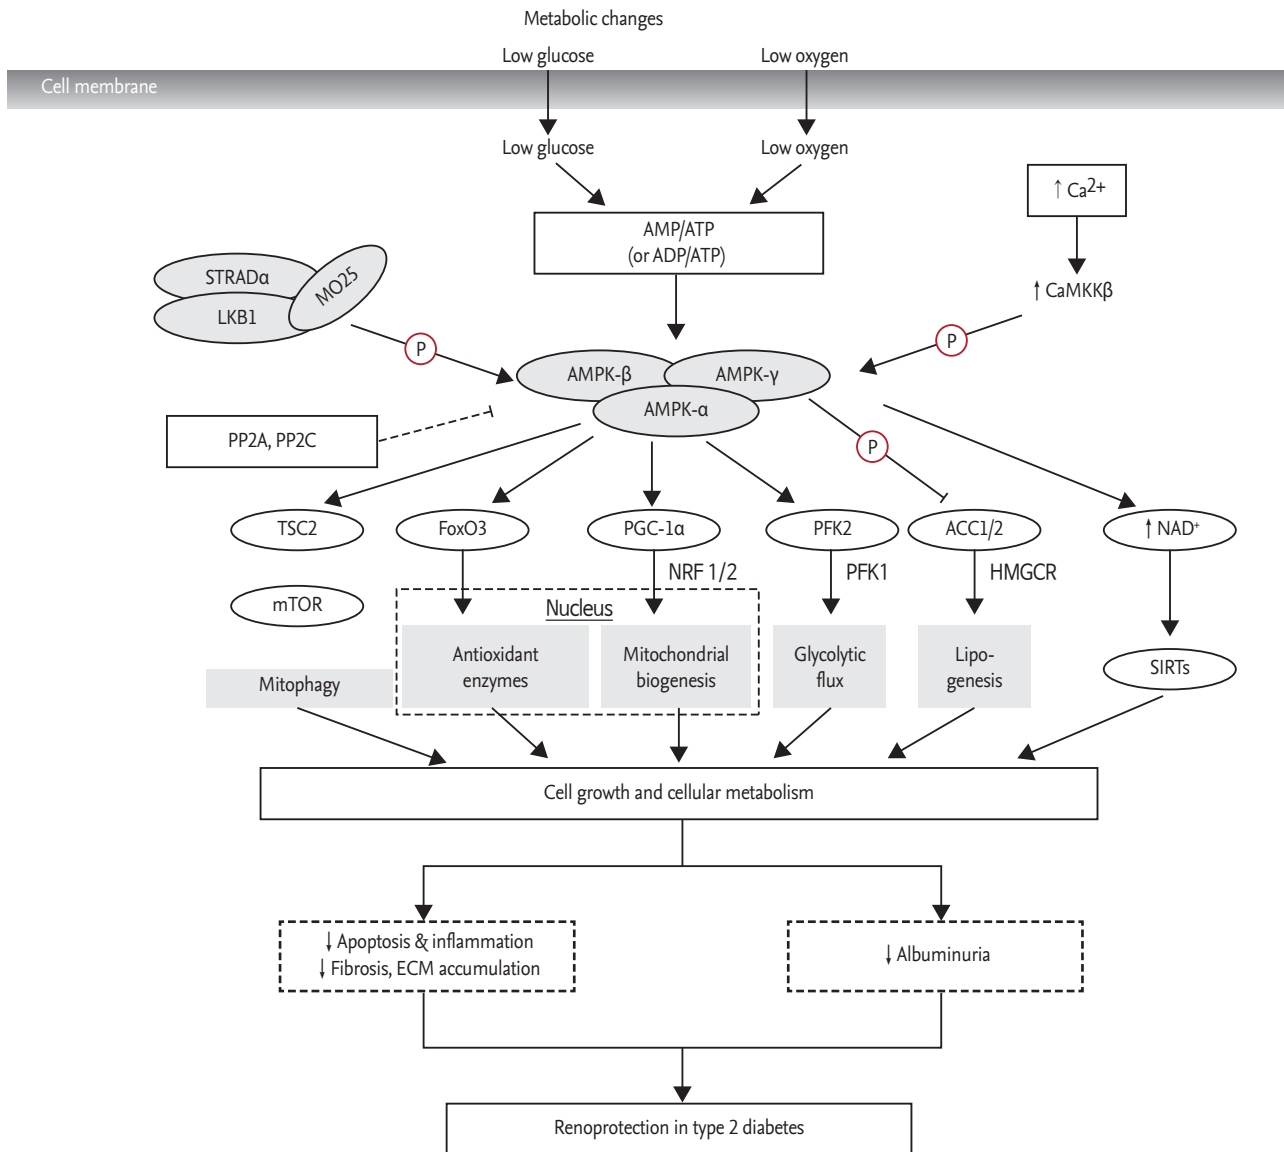 Metabolic changes
Low glucose
Low oxygen
Cell membrane
Low glucose
Low oxygen
↑ Ca2+
AMP/ATP
(or ADP/ATP)
STRADα
MO25
LKB1
↑ CaMKKβ
P
P
AMPK-β
AMPK-γ
AMPK-α
PP2A, PP2C
P
TSC2
FoxO3
PGC-1α
PFK2
ACC1/2
↑ NAD+
NRF 1/2
PFK1
HMGCR
mTOR
Nucleus
Antioxidant
enzymes
Mitochondrial
biogenesis
Glycolytic
flux
Lipo-
genesis
SIRTs
Mitophagy
Cell growth and cellular metabolism
↓ Apoptosis & inflammation
↓ Fibrosis, ECM accumulation
↓ Albuminuria
Renoprotection in type 2 diabetes